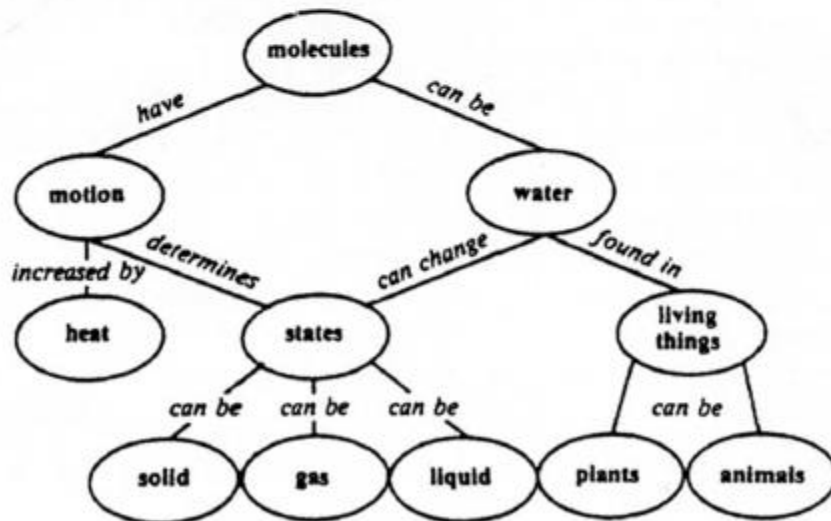 molecules
have
can be
motion
water
increased by
determines
can change
found in
heat
states
living
things
can be
can be
can be
can be
solid
gas
liquid
plants
animals